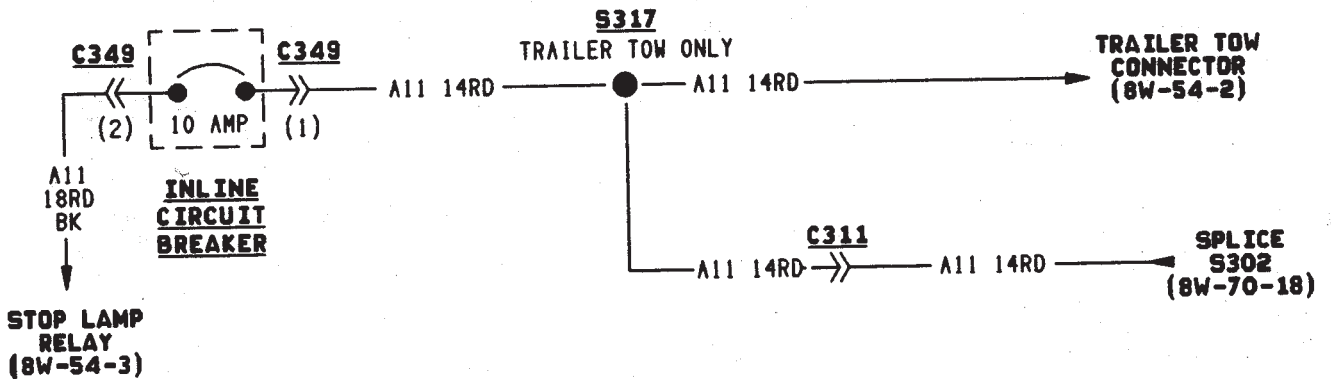 S317
TRAILER TOW ONLY
C349
C349
TRAILER TOW
CONNECTOR
(8W-54-2)
A11 14RD
A11 14RD
(2)
10 AMP
(1)
A11
18RD
BK
INLINE
CIRCUIT
BREAKER
C311
A11 14RD
A11 14RD
SPLICE
S302
(8W-70-18)
STOP LAMP
RELAY
(8W-54-3)